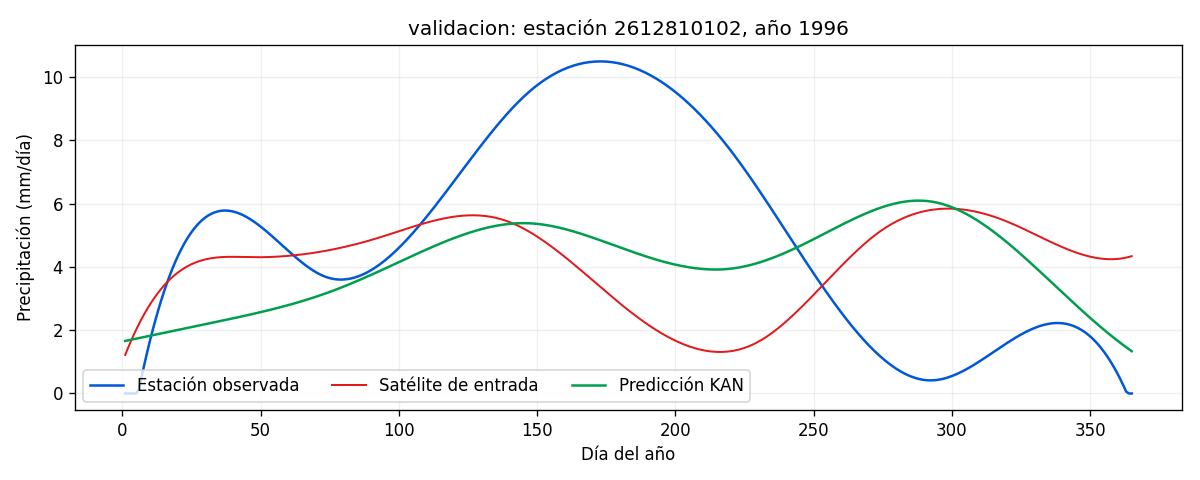 validacion: estación 2612810102, año 1996
Precipitación (mm/día)
10
8
6
4
2
0
Estación observada Satélite de entrada Predicción KAN
0 50 100 150 200 250 300 350
Día del año